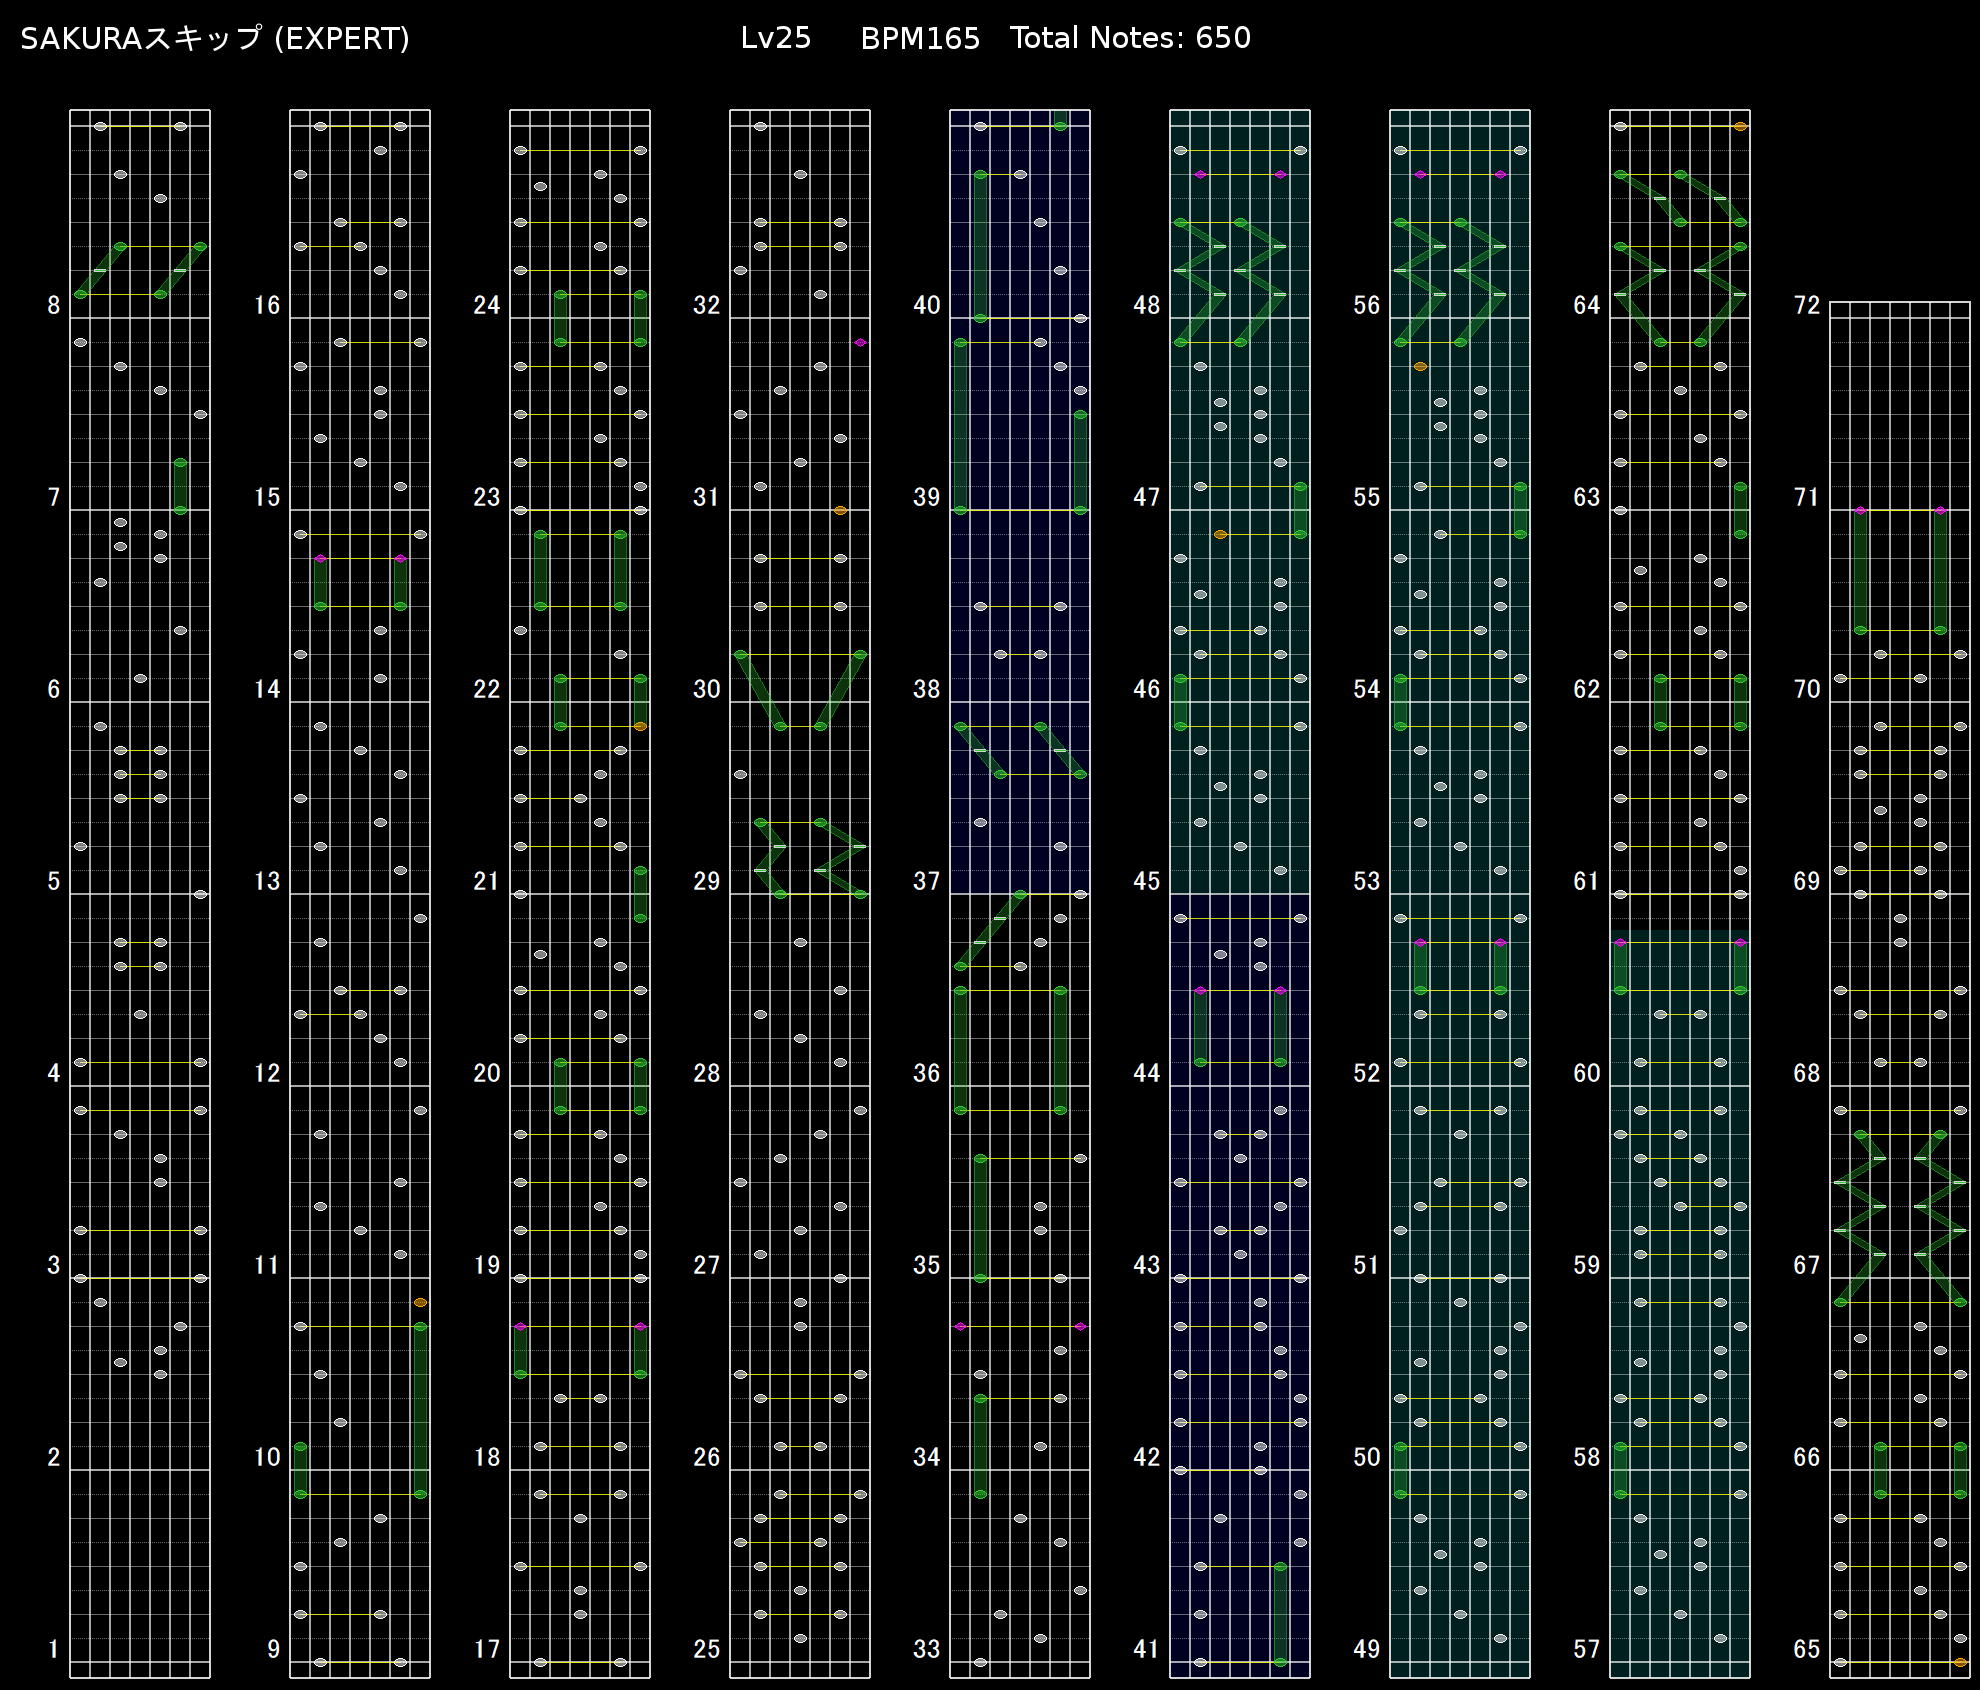 SAKURAスキップ (EXPERT) Lv25 BPM165 Total Notes: 650
8 16 24 32 40 48 56 64 72
7 15 23 31 39 47 55 63 71
6 14 22 30 38 46 54 62 70
5 13 21 29 37 45 53 61 69
4 12 20 28 36 44 52 60 68
3 11 19 27 35 43 51 59 67
2 10 18 26 34 42 50 58 66
1 9 17 25 33 41 49 57 65